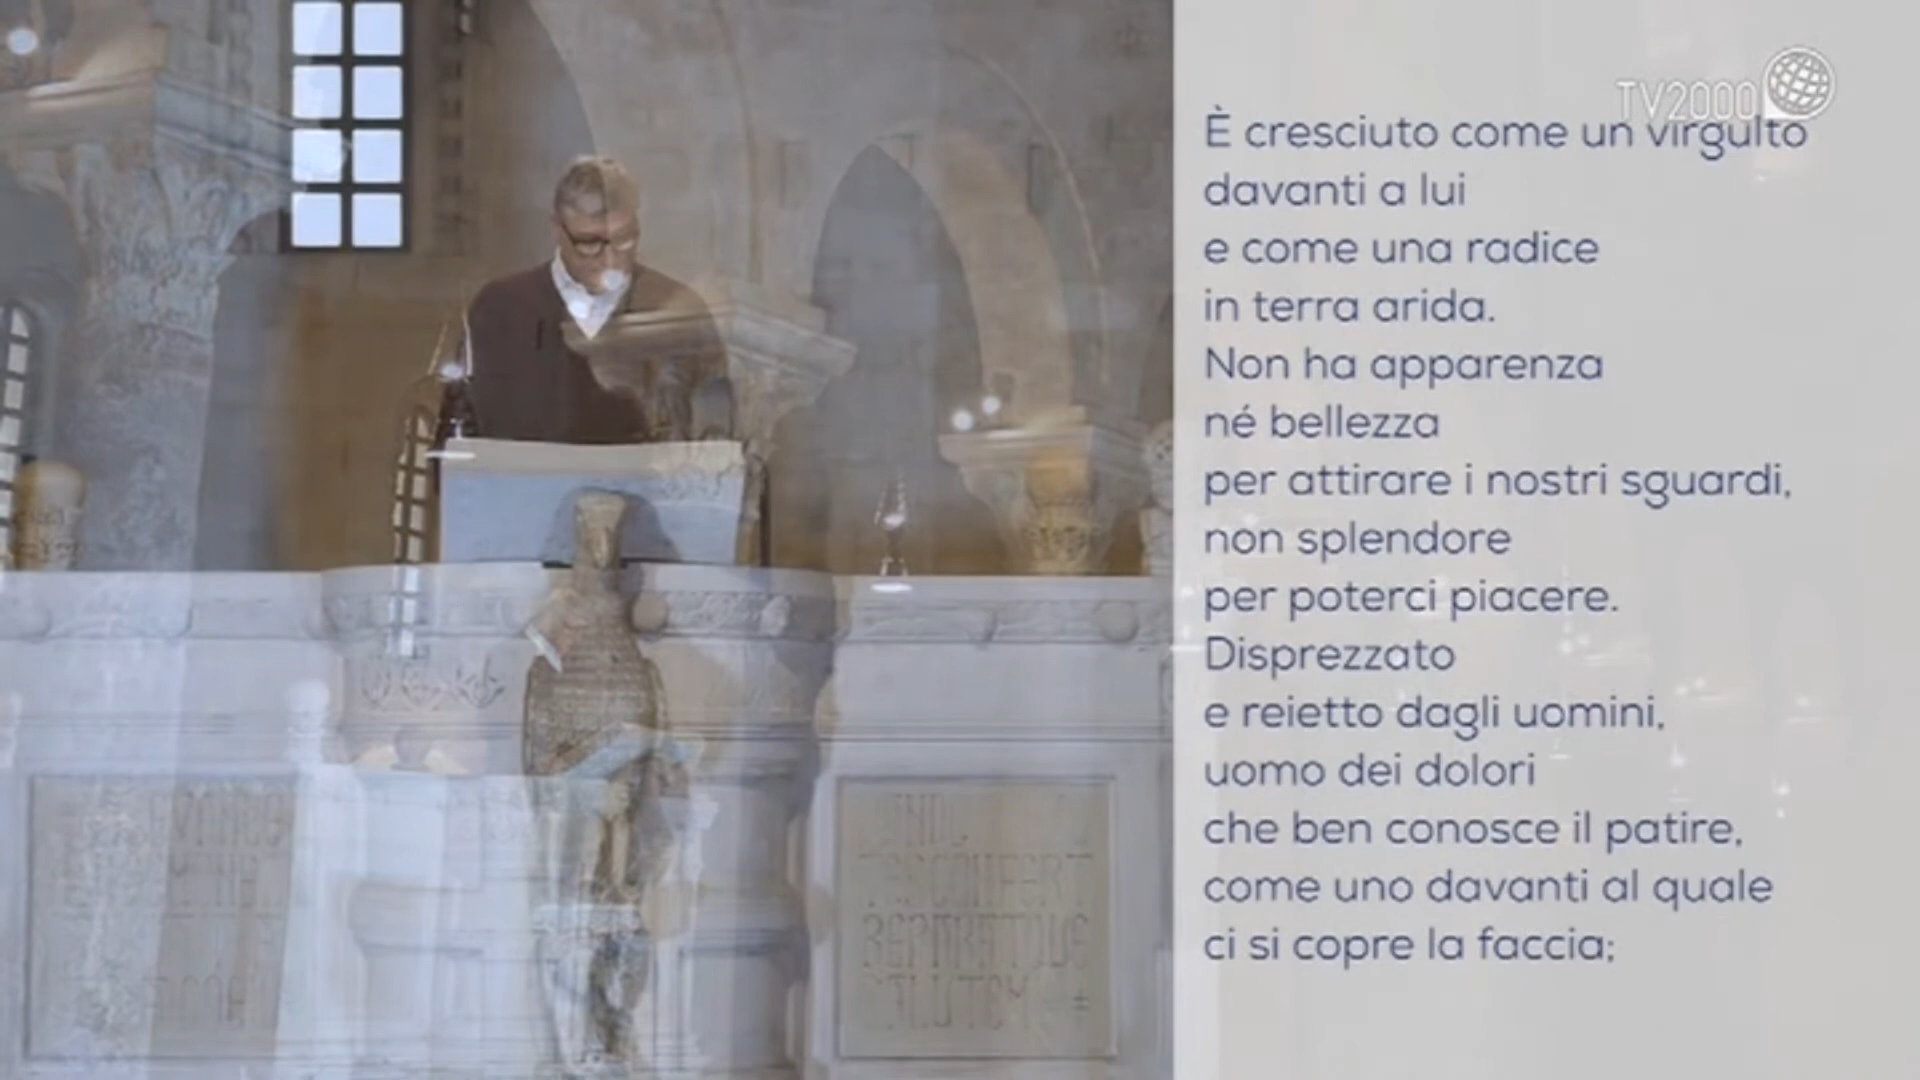 TV2000
È cresciuto come un virgulto
davanti a lui
e come una radice
in terra arida.
Non ha apparenza
né bellezza
per attirare i nostri sguardi,
non splendore
per poterci piacere.
Disprezzato
e reietto dagli uomini,
uomo dei dolori
che ben conosce il patire,
come uno davanti al quale
ci si copre la faccia;